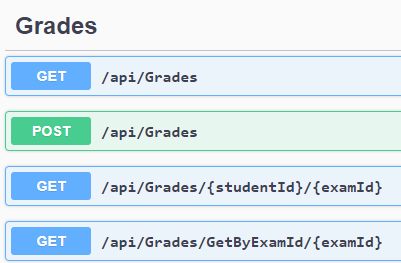 Grades
GET /api/Grades
POST /api/Grades
GET /api/Grades/{studentId}/{examId}
GET /api/Grades/GetByExamId/{examId}